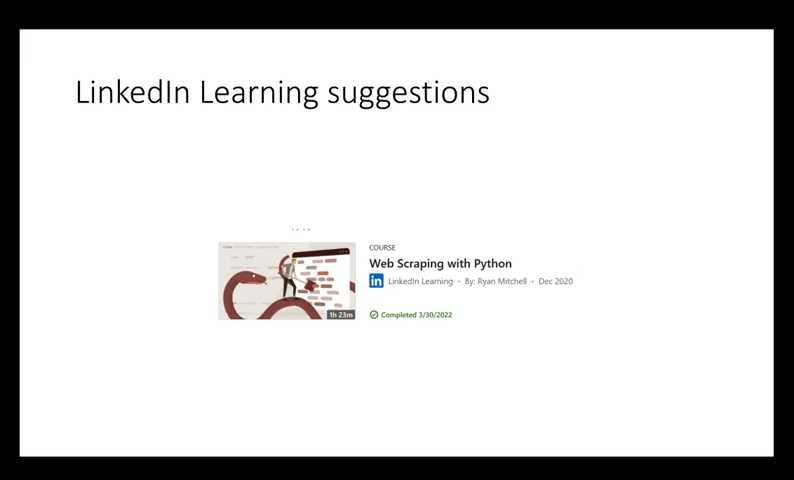 LinkedIn Learning suggestions
COURSE
Web Scraping with Python
in LinkedIn Learning · By: Ryan Mitchell · Dec 2020
1h 23m
Completed 3/30/2022